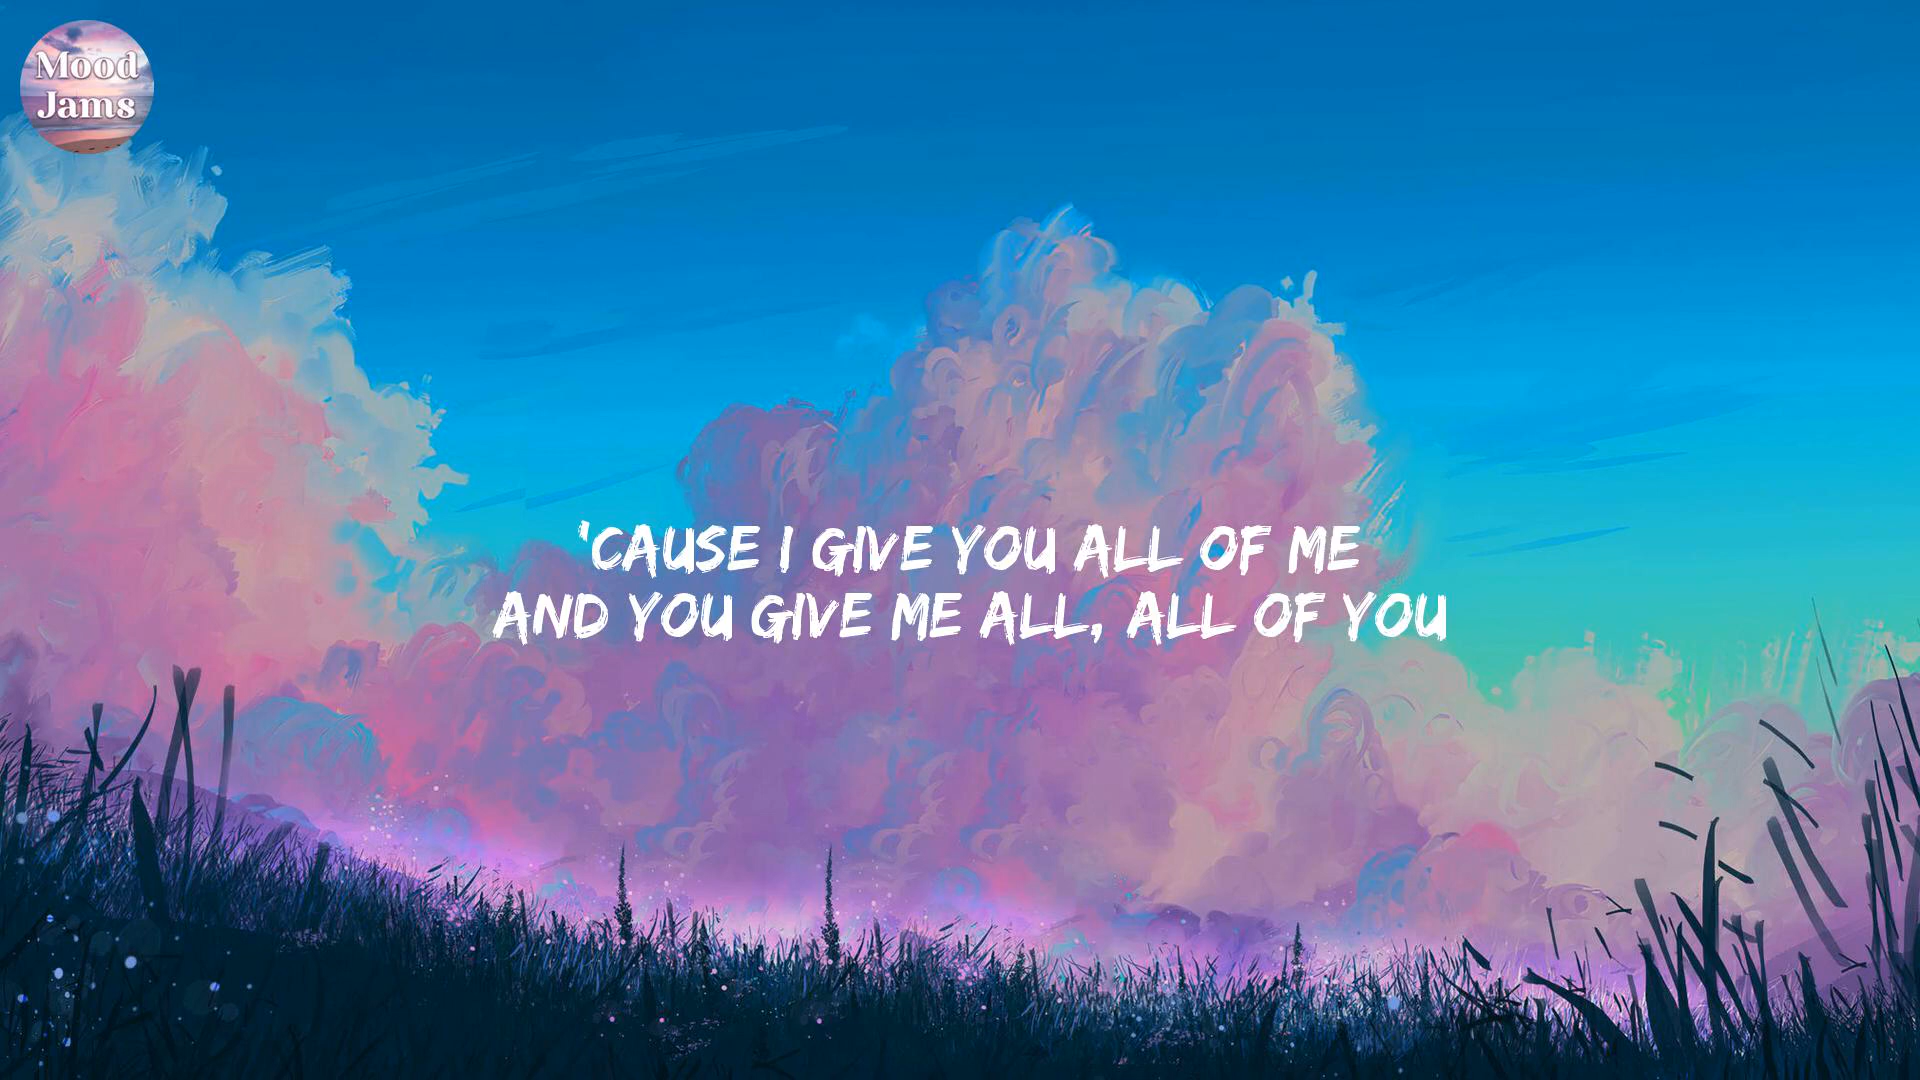 Mood
Jams
'CAUSE I GIVE YOU ALL OF ME
AND YOU GIVE ME ALL, ALL OF YOU